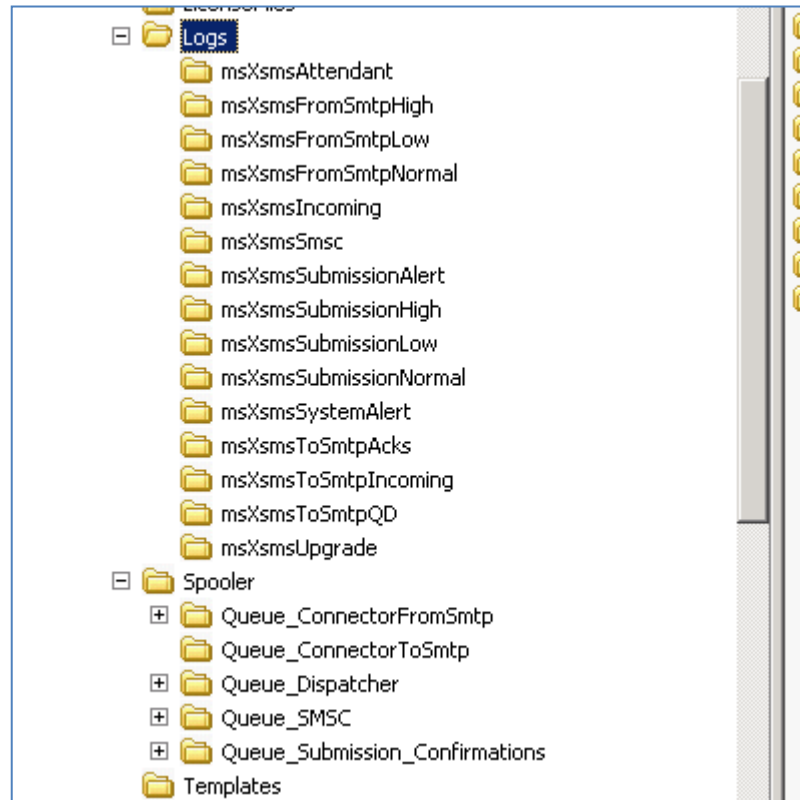 Logs
msXsmsAttendant
msXsmsFromSmtpHigh
msXsmsFromSmtpLow
msXsmsFromSmtpNormal
msXsmsIncoming
msXsmsSmsc
msXsmsSubmissionAlert
msXsmsSubmissionHigh
msXsmsSubmissionLow
msXsmsSubmissionNormal
msXsmsSystemAlert
msXsmsToSmtpAcks
msXsmsToSmtpIncoming
msXsmsToSmtpQD
msXsmsUpgrade
Spooler
Queue_ConnectorFromSmtp
Queue_ConnectorToSmtp
Queue_Dispatcher
Queue_SMSC
Queue_Submission_Confirmations
Templates